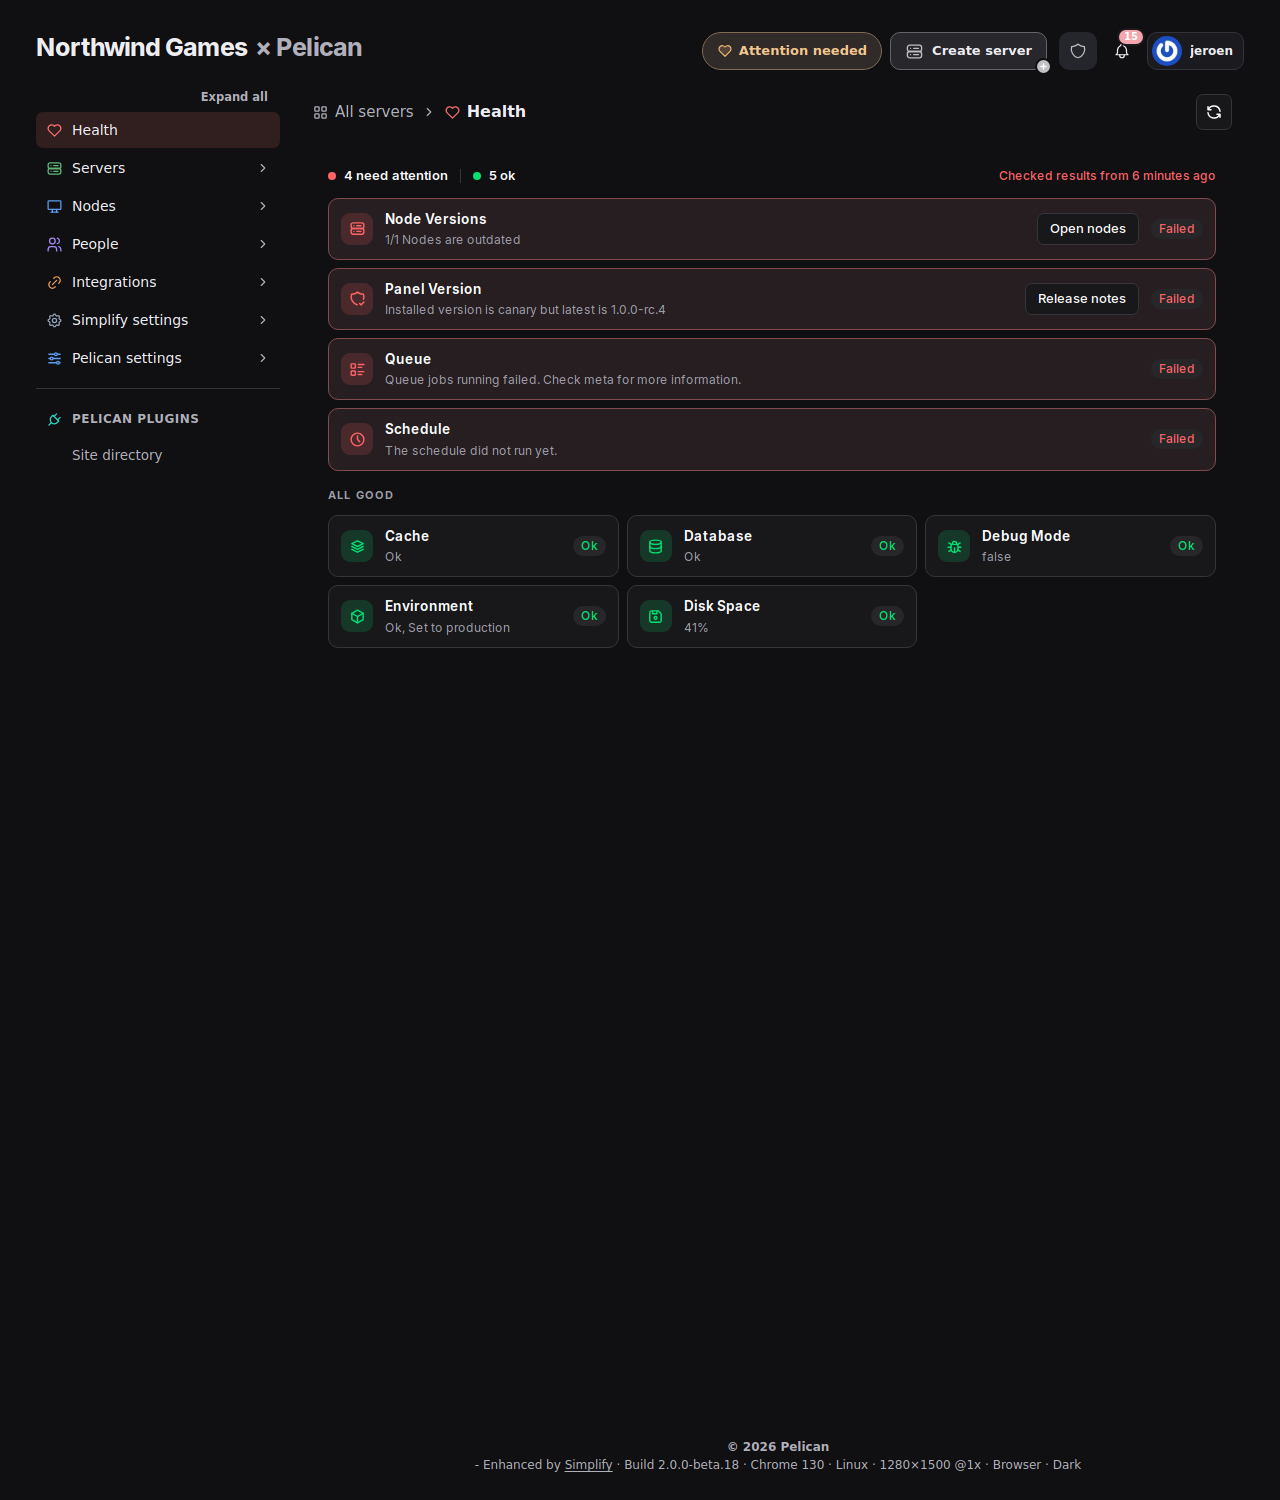 Northwind Games × Pelican
Attention needed
Create server
15
jeroen
Expand all
Health
Servers
Nodes
People
Integrations
Simplify settings
Pelican settings
PELICAN PLUGINS
Site directory
All servers
Health
4 need attention
5 ok
Checked results from 6 minutes ago
Node Versions
1/1 Nodes are outdated
Open nodes
Failed
Panel Version
Installed version is canary but latest is 1.0.0-rc.4
Release notes
Failed
Queue
Queue jobs running failed. Check meta for more information.
Failed
Schedule
The schedule did not run yet.
Failed
ALL GOOD
Cache
Ok
Ok
Database
Ok
Ok
Debug Mode
false
Ok
Environment
Ok, Set to production
Ok
Disk Space
41%
Ok
© 2026 Pelican
- Enhanced by Simplify · Build 2.0.0-beta.18 · Chrome 130 · Linux · 1280×1500 @1x · Browser · Dark